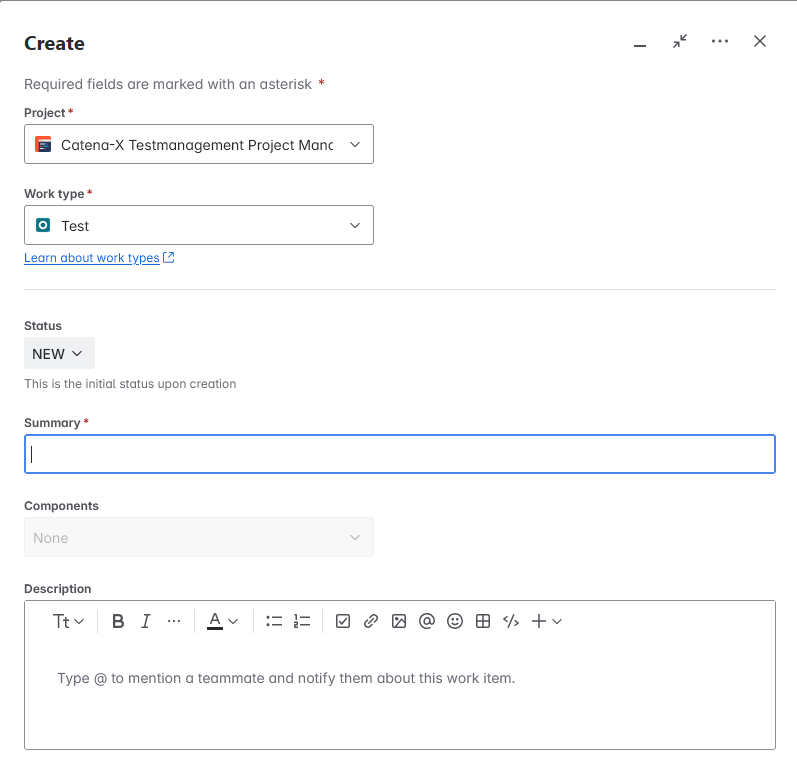 Create
Required fields are marked with an asterisk *
Project *
Catena-X Testmanagement Project Manc
Work type *
Test
Learn about work types
Status
NEW
This is the initial status upon creation
Summary *
Components
None
Description
Tt B I ... A @ </> +
Type @ to mention a teammate and notify them about this work item.